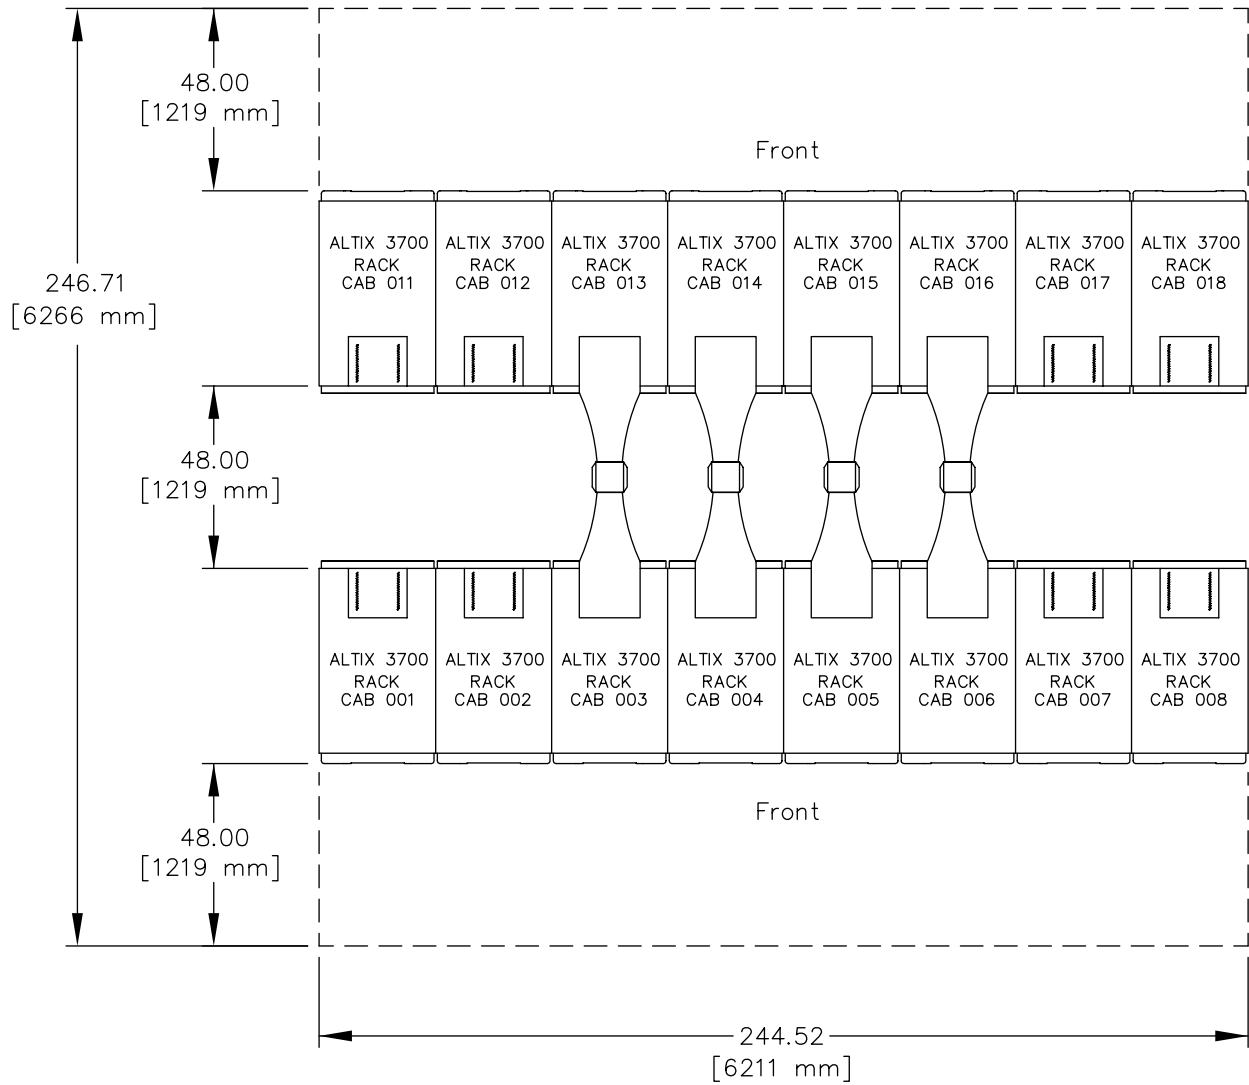 48.00
[1219 mm]
Front
ALTIX 3700
RACK
CAB 011
ALTIX 3700
RACK
CAB 012
ALTIX 3700
RACK
CAB 013
ALTIX 3700
RACK
CAB 014
ALTIX 3700
RACK
CAB 015
ALTIX 3700
RACK
CAB 016
ALTIX 3700
RACK
CAB 017
ALTIX 3700
RACK
CAB 018
246.71
[6266 mm]
48.00
[1219 mm]
ALTIX 3700
RACK
CAB 001
ALTIX 3700
RACK
CAB 002
ALTIX 3700
RACK
CAB 003
ALTIX 3700
RACK
CAB 004
ALTIX 3700
RACK
CAB 005
ALTIX 3700
RACK
CAB 006
ALTIX 3700
RACK
CAB 007
ALTIX 3700
RACK
CAB 008
Front
48.00
[1219 mm]
244.52
[6211 mm]